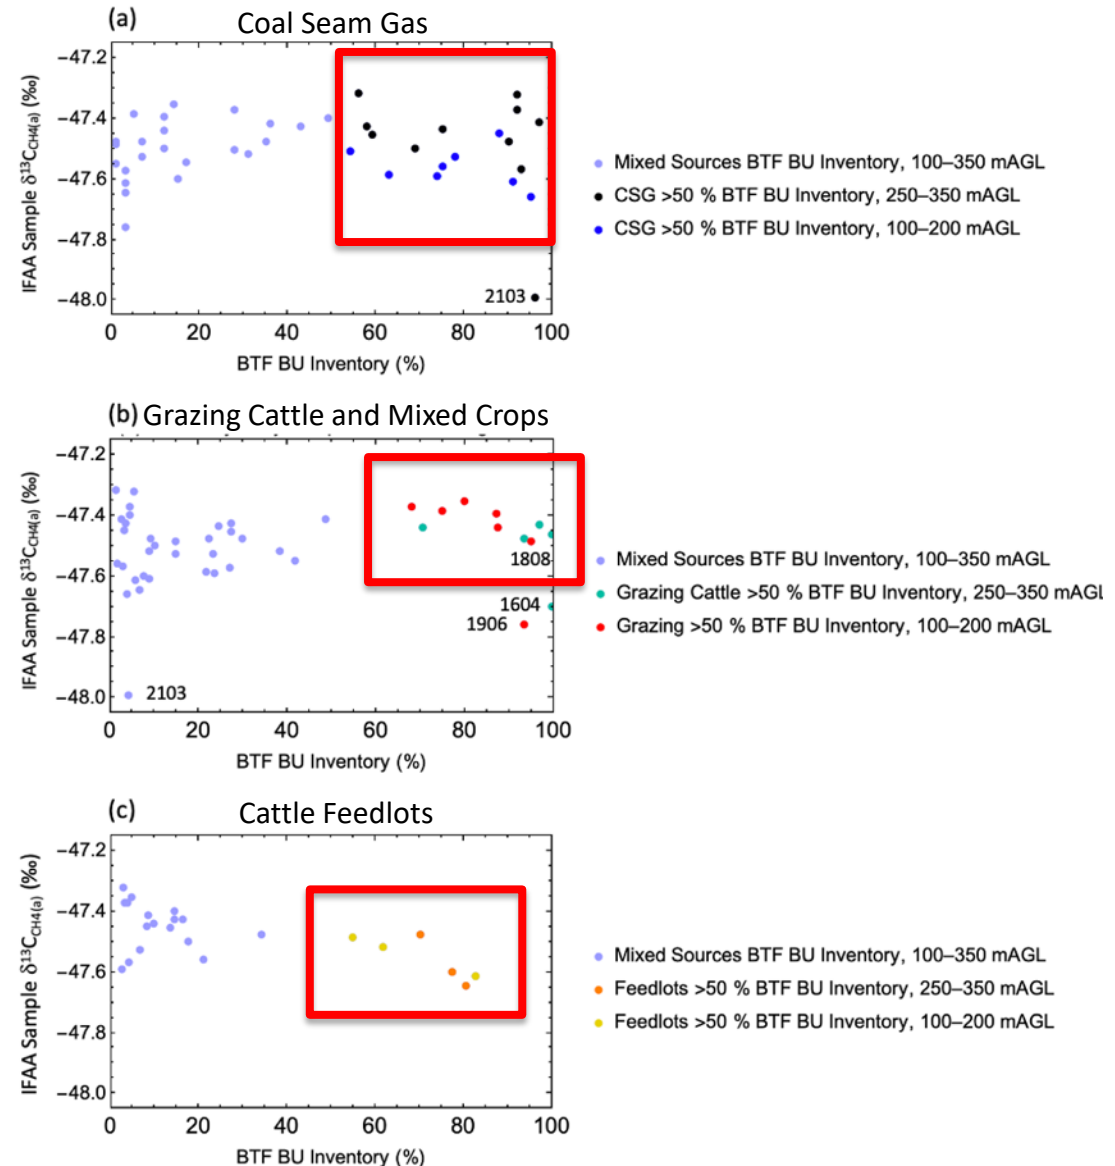 (a) Coal Seam Gas
−47.2
−47.4
−47.6
−47.8
−48.0
IFAA Sample δ¹³C_CH4(a) (‰)
2103
0 20 40 60 80 100
BTF BU Inventory (%)
Mixed Sources BTF BU Inventory, 100–350 mAGL
CSG >50 % BTF BU Inventory, 250–350 mAGL
CSG >50 % BTF BU Inventory, 100–200 mAGL
(b) Grazing Cattle and Mixed Crops
−47.2
−47.4
−47.6
−47.8
−48.0
IFAA Sample δ¹³C_CH4(a) (‰)
1808
1604
1906
2103
0 20 40 60 80 100
BTF BU Inventory (%)
Mixed Sources BTF BU Inventory, 100–350 mAGL
Grazing Cattle >50 % BTF BU Inventory, 250–350 mAGL
Grazing >50 % BTF BU Inventory, 100–200 mAGL
(c) Cattle Feedlots
−47.2
−47.4
−47.6
−47.8
−48.0
IFAA Sample δ¹³C_CH4(a) (‰)
0 20 40 60 80 100
BTF BU Inventory (%)
Mixed Sources BTF BU Inventory, 100–350 mAGL
Feedlots >50 % BTF BU Inventory, 250–350 mAGL
Feedlots >50 % BTF BU Inventory, 100–200 mAGL